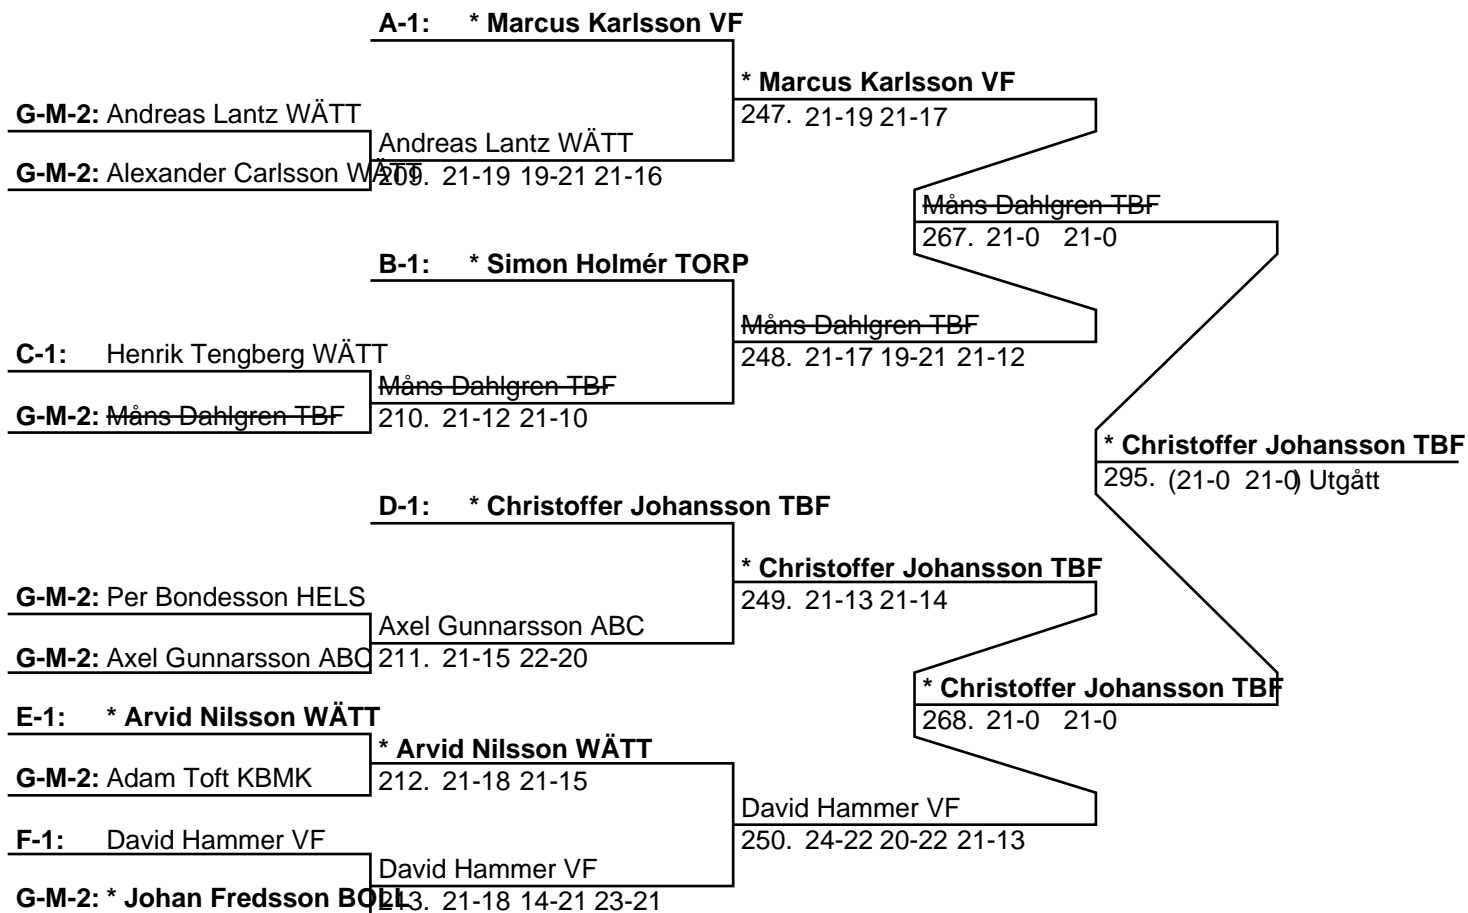 A-1: * Marcus Karlsson VF
* Marcus Karlsson VF
G-M-2: Andreas Lantz WÄTT
247. 21-19 21-17
Andreas Lantz WÄTT
G-M-2: Alexander Carlsson WÄTT
209. 21-19 19-21 21-16
Måns Dahlgren TBF
267. 21-0 21-0
B-1: * Simon Holmér TORP
Måns Dahlgren TBF
C-1: Henrik Tengberg WÄTT
248. 21-17 19-21 21-12
Måns Dahlgren TBF
G-M-2: Måns Dahlgren TBF
210. 21-12 21-10
* Christoffer Johansson TBF
295. (21-0 21-0) Utgått
D-1: * Christoffer Johansson TBF
* Christoffer Johansson TBF
G-M-2: Per Bondesson HELS
249. 21-13 21-14
Axel Gunnarsson ABC
G-M-2: Axel Gunnarsson ABC
211. 21-15 22-20
* Christoffer Johansson TBF
E-1: * Arvid Nilsson WÄTT
268. 21-0 21-0
* Arvid Nilsson WÄTT
G-M-2: Adam Toft KBMK
212. 21-18 21-15
David Hammer VF
F-1: David Hammer VF
250. 24-22 20-22 21-13
David Hammer VF
G-M-2: * Johan Fredsson BOLL
213. 21-18 14-21 23-21